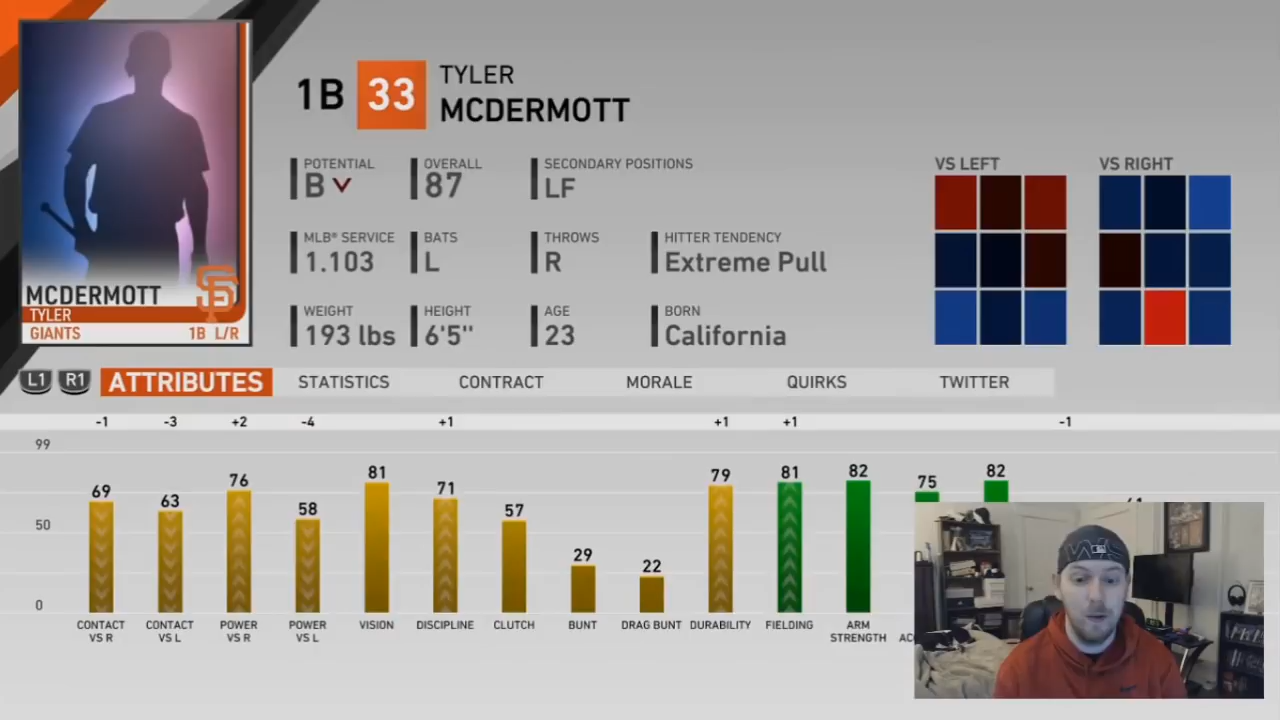 1B 33 TYLER
MCDERMOTT
POTENTIAL OVERALL SECONDARY POSITIONS
B 87 LF
MLB® SERVICE BATS THROWS HITTER TENDENCY
1.103 L R Extreme Pull
WEIGHT HEIGHT AGE BORN
193 lbs 6'5" 23 California
VS LEFT VS RIGHT
MCDERMOTT
TYLER
GIANTS 1B L/R
SF
L1 R1 ATTRIBUTES STATISTICS CONTRACT MORALE QUIRKS TWITTER
-1 -3 +2 -4 +1 +1 +1 -1
99
50
0
69 63 76 58 81 71 57 29 22 79 81 82 75 82
CONTACT VS R
CONTACT VS L
POWER VS R
POWER VS L
VISION
DISCIPLINE
CLUTCH
BUNT
DRAG BUNT
DURABILITY
FIELDING
ARM STRENGTH